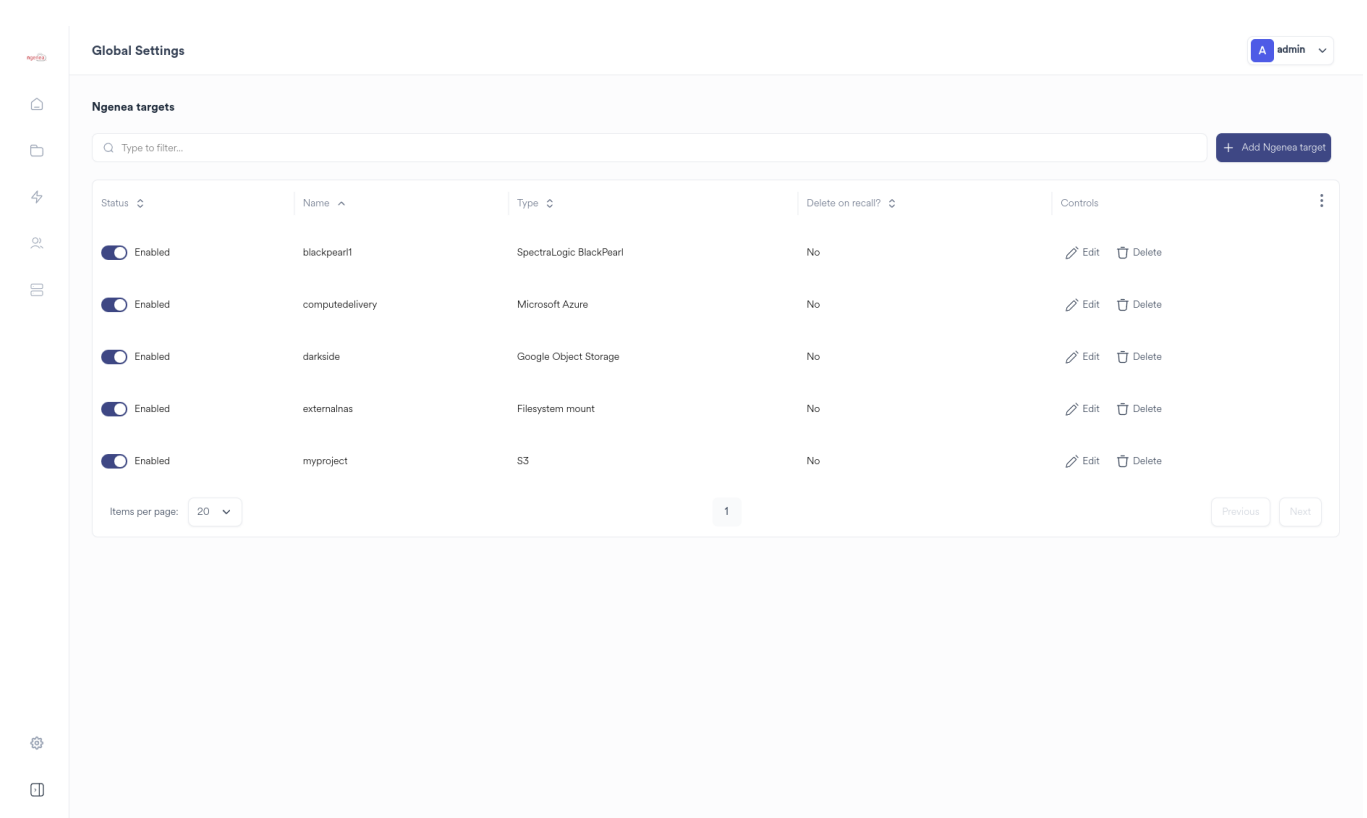 Ngenea
Global Settings
A admin
Ngenea targets
Type to filter...
Add Ngenea target
Status Name Type Delete on recall? Controls
Enabled blackpearl1 SpectraLogic BlackPearl No Edit Delete
Enabled computedelivery Microsoft Azure No Edit Delete
Enabled darkside Google Object Storage No Edit Delete
Enabled externalnas Filesystem mount No Edit Delete
Enabled myproject S3 No Edit Delete
Items per page: 20 1 Previous Next